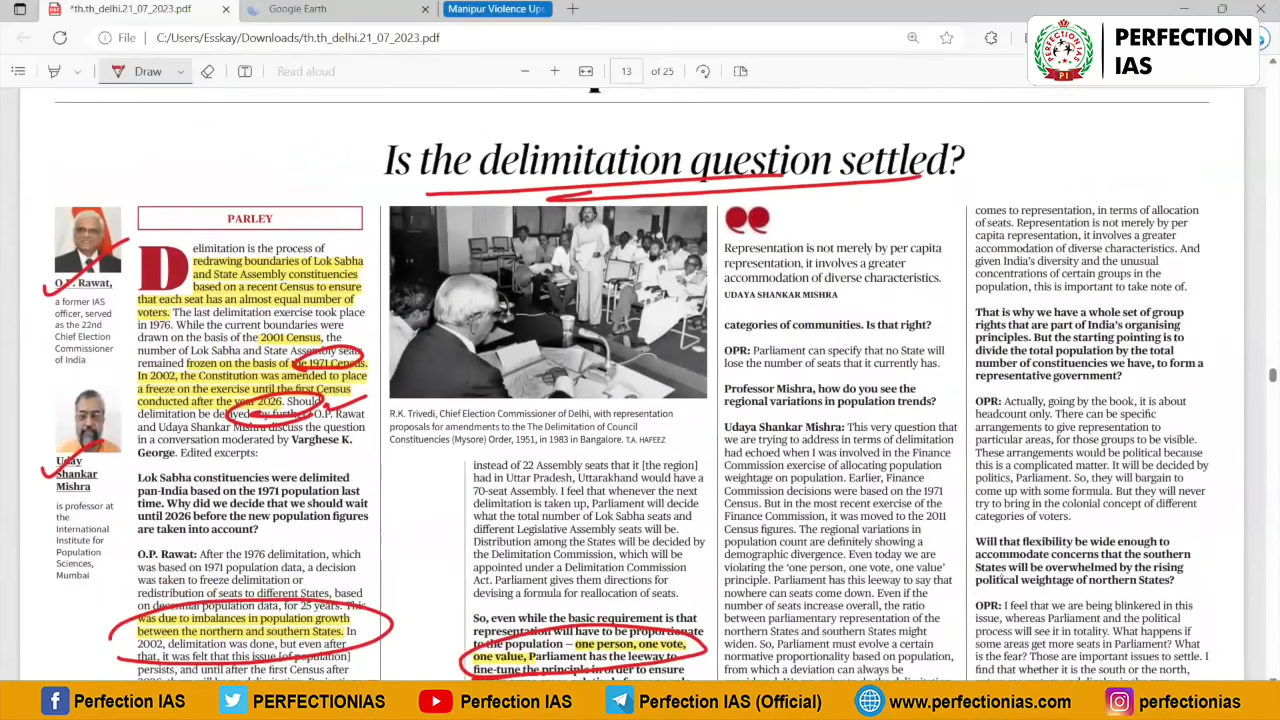 *th.th_delhi.21_07_2023.pdf
Google Earth
Manipur Violence Ups
File
C:/Users/Esskay/Downloads/th.th_delhi.21_07_2023.pdf
Draw
Read aloud
13
of 25
PERFECTION
IAS
PI
Is the delimitation question settled?
O.P. Rawat,
a former IAS
officer, served
as the 22nd
Chief Election
Commissioner
of India
Uday
Shankar
Mishra
is professor at
the
International
Institute for
Population
Sciences,
Mumbai
PARLEY
Delimitation is the process of
redrawing boundaries of Lok Sabha
and State Assembly constituencies
based on a recent Census to ensure
that each seat has an almost equal number of
voters. The last delimitation exercise took place
in 1976. While the current boundaries were
drawn on the basis of the 2001 Census, the
number of Lok Sabha and State Assembly seats
remained frozen on the basis of the 1971 Census.
In 2002, the Constitution was amended to place
a freeze on the exercise until the first Census
conducted after the year 2026. Should
delimitation be delayed by further? O.P. Rawat
and Udaya Shankar Mishra discuss the question
in a conversation moderated by Varghese K.
George. Edited excerpts:
Lok Sabha constituencies were delimited
pan-India based on the 1971 population last
time. Why did we decide that we should wait
until 2026 before the new population figures
are taken into account?
O.P. Rawat: After the 1976 delimitation, which
was based on 1971 population data, a decision
was taken to freeze delimitation or
redistribution of seats to different States, based
on decennial population data, for 25 years. This
was due to imbalances in population growth
between the northern and southern States. In
2002, delimitation was done, but even after
that, it was felt that this issue [of population]
persists, and until after the first Census after
R.K. Trivedi, Chief Election Commissioner of Delhi, with representation
proposals for amendments to the The Delimitation of Council
Constituencies (Mysore) Order, 1951, in 1983 in Bangalore. T.A. HAFEEZ
instead of 22 Assembly seats that it [the region]
had in Uttar Pradesh, Uttarakhand would have a
70-seat Assembly. I feel that whenever the next
delimitation is taken up, Parliament will decide
what the total number of Lok Sabha seats and
different Legislative Assembly seats will be.
Distribution among the States will be decided by
the Delimitation Commission, which will be
appointed under a Delimitation Commission
Act. Parliament gives them directions for
devising a formula for reallocation of seats.
So, even while the basic requirement is that
representation will have to be proportionate
to the population – one person, one vote,
one value, Parliament has the leeway to
fine-tune the principle in order to ensure
Representation is not merely by per capita
representation, it involves a greater
accommodation of diverse characteristics.
UDAYA SHANKAR MISHRA
categories of communities. Is that right?
OPR: Parliament can specify that no State will
lose the number of seats that it currently has.
Professor Mishra, how do you see the
regional variations in population trends?
Udaya Shankar Mishra: This very question that
we are trying to address in terms of delimitation
had echoed when I was involved in the Finance
Commission exercise of allocating population
weightage on population. Earlier, Finance
Commission decisions were based on the 1971
Census. But in the most recent exercise of the
Finance Commission, it was moved to the 2011
Census figures. The regional variations in
population count are definitely showing a
demographic divergence. Even today we are
violating the ‘one person, one vote, one value’
principle. Parliament has this leeway to say that
nowhere can seats come down. Even if the
number of seats increase overall, the ratio
between parliamentary representation of the
northern States and southern States might
widen. So, Parliament must evolve a certain
normative proportionality based on population,
from which a deviation can always be
comes to representation, in terms of allocation
of seats. Representation is not merely by per
capita representation, it involves a greater
accommodation of diverse characteristics. And
given India’s diversity and the unusual
concentrations of certain groups in the
population, this is important to take note of.
That is why we have a whole set of group
rights that are part of India’s organising
principles. But the starting pointing is to
divide the total population by the total
number of constituencies we have, to form a
representative government?
OPR: Actually, going by the book, it is about
headcount only. There can be specific
arrangements to give representation to
particular areas, for those groups to be visible.
These arrangements would be political because
this is a complicated matter. It will be decided by
politics, Parliament. So, they will bargain to
come up with some formula. But they will never
try to bring in the colonial concept of different
categories of voters.
Will that flexibility be wide enough to
accommodate concerns that the southern
States will be overwhelmed by the rising
political weightage of northern States?
OPR: I feel that we are being blinkered in this
issue, whereas Parliament and the political
process will see it in totality. What happens if
some areas get more seats in Parliament? What
is the fear? Those are important issues to settle. I
find that whether it is the south or the north,
Perfection IAS
PERFECTIONIAS
Perfection IAS
Perfection IAS (Official)
www.perfectionias.com
perfectionias